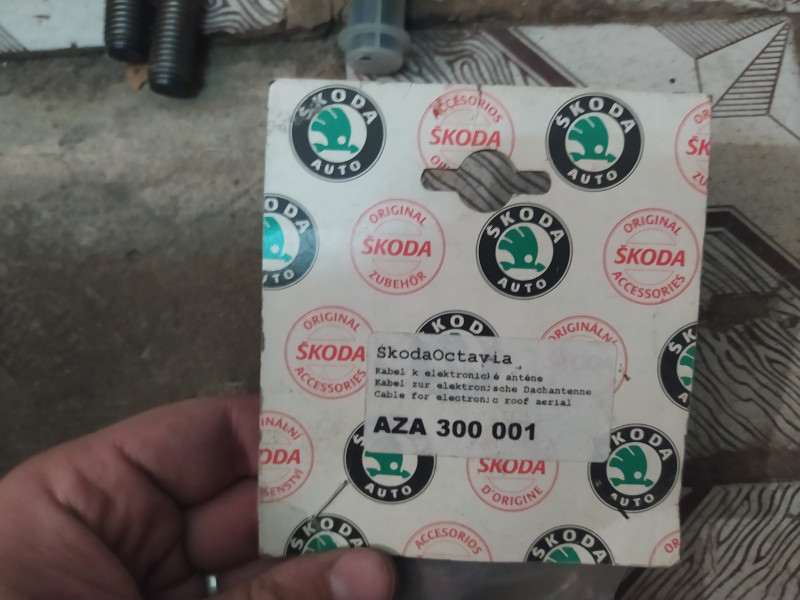 ŠKODA
AUTO
ACCESORIOS
ŠKODA
ŠKODA
AUTO
ŠKODA
AUTO
ORIGINAL
ŠKODA
ZUBEHÖR
ŠKODA
AUTO
ORIGINAL
ŠKODA
ACCESSORIES
ORIGINAL
ŠKODA
ACCESSORIES
ŠKODA
ORIGINÁLNÍ
ŠkodaOctavia
Kabel k elektronické anténe
Kabel zur elektronische Dachantenne
Cable for electronic roof aerial
AZA 300 001
ŠKODA
AUTO
ŠKODA
D'ORIGINE
ŠKODA
AUTO
ŠKODA
ACCESORIOS
ŠKODA